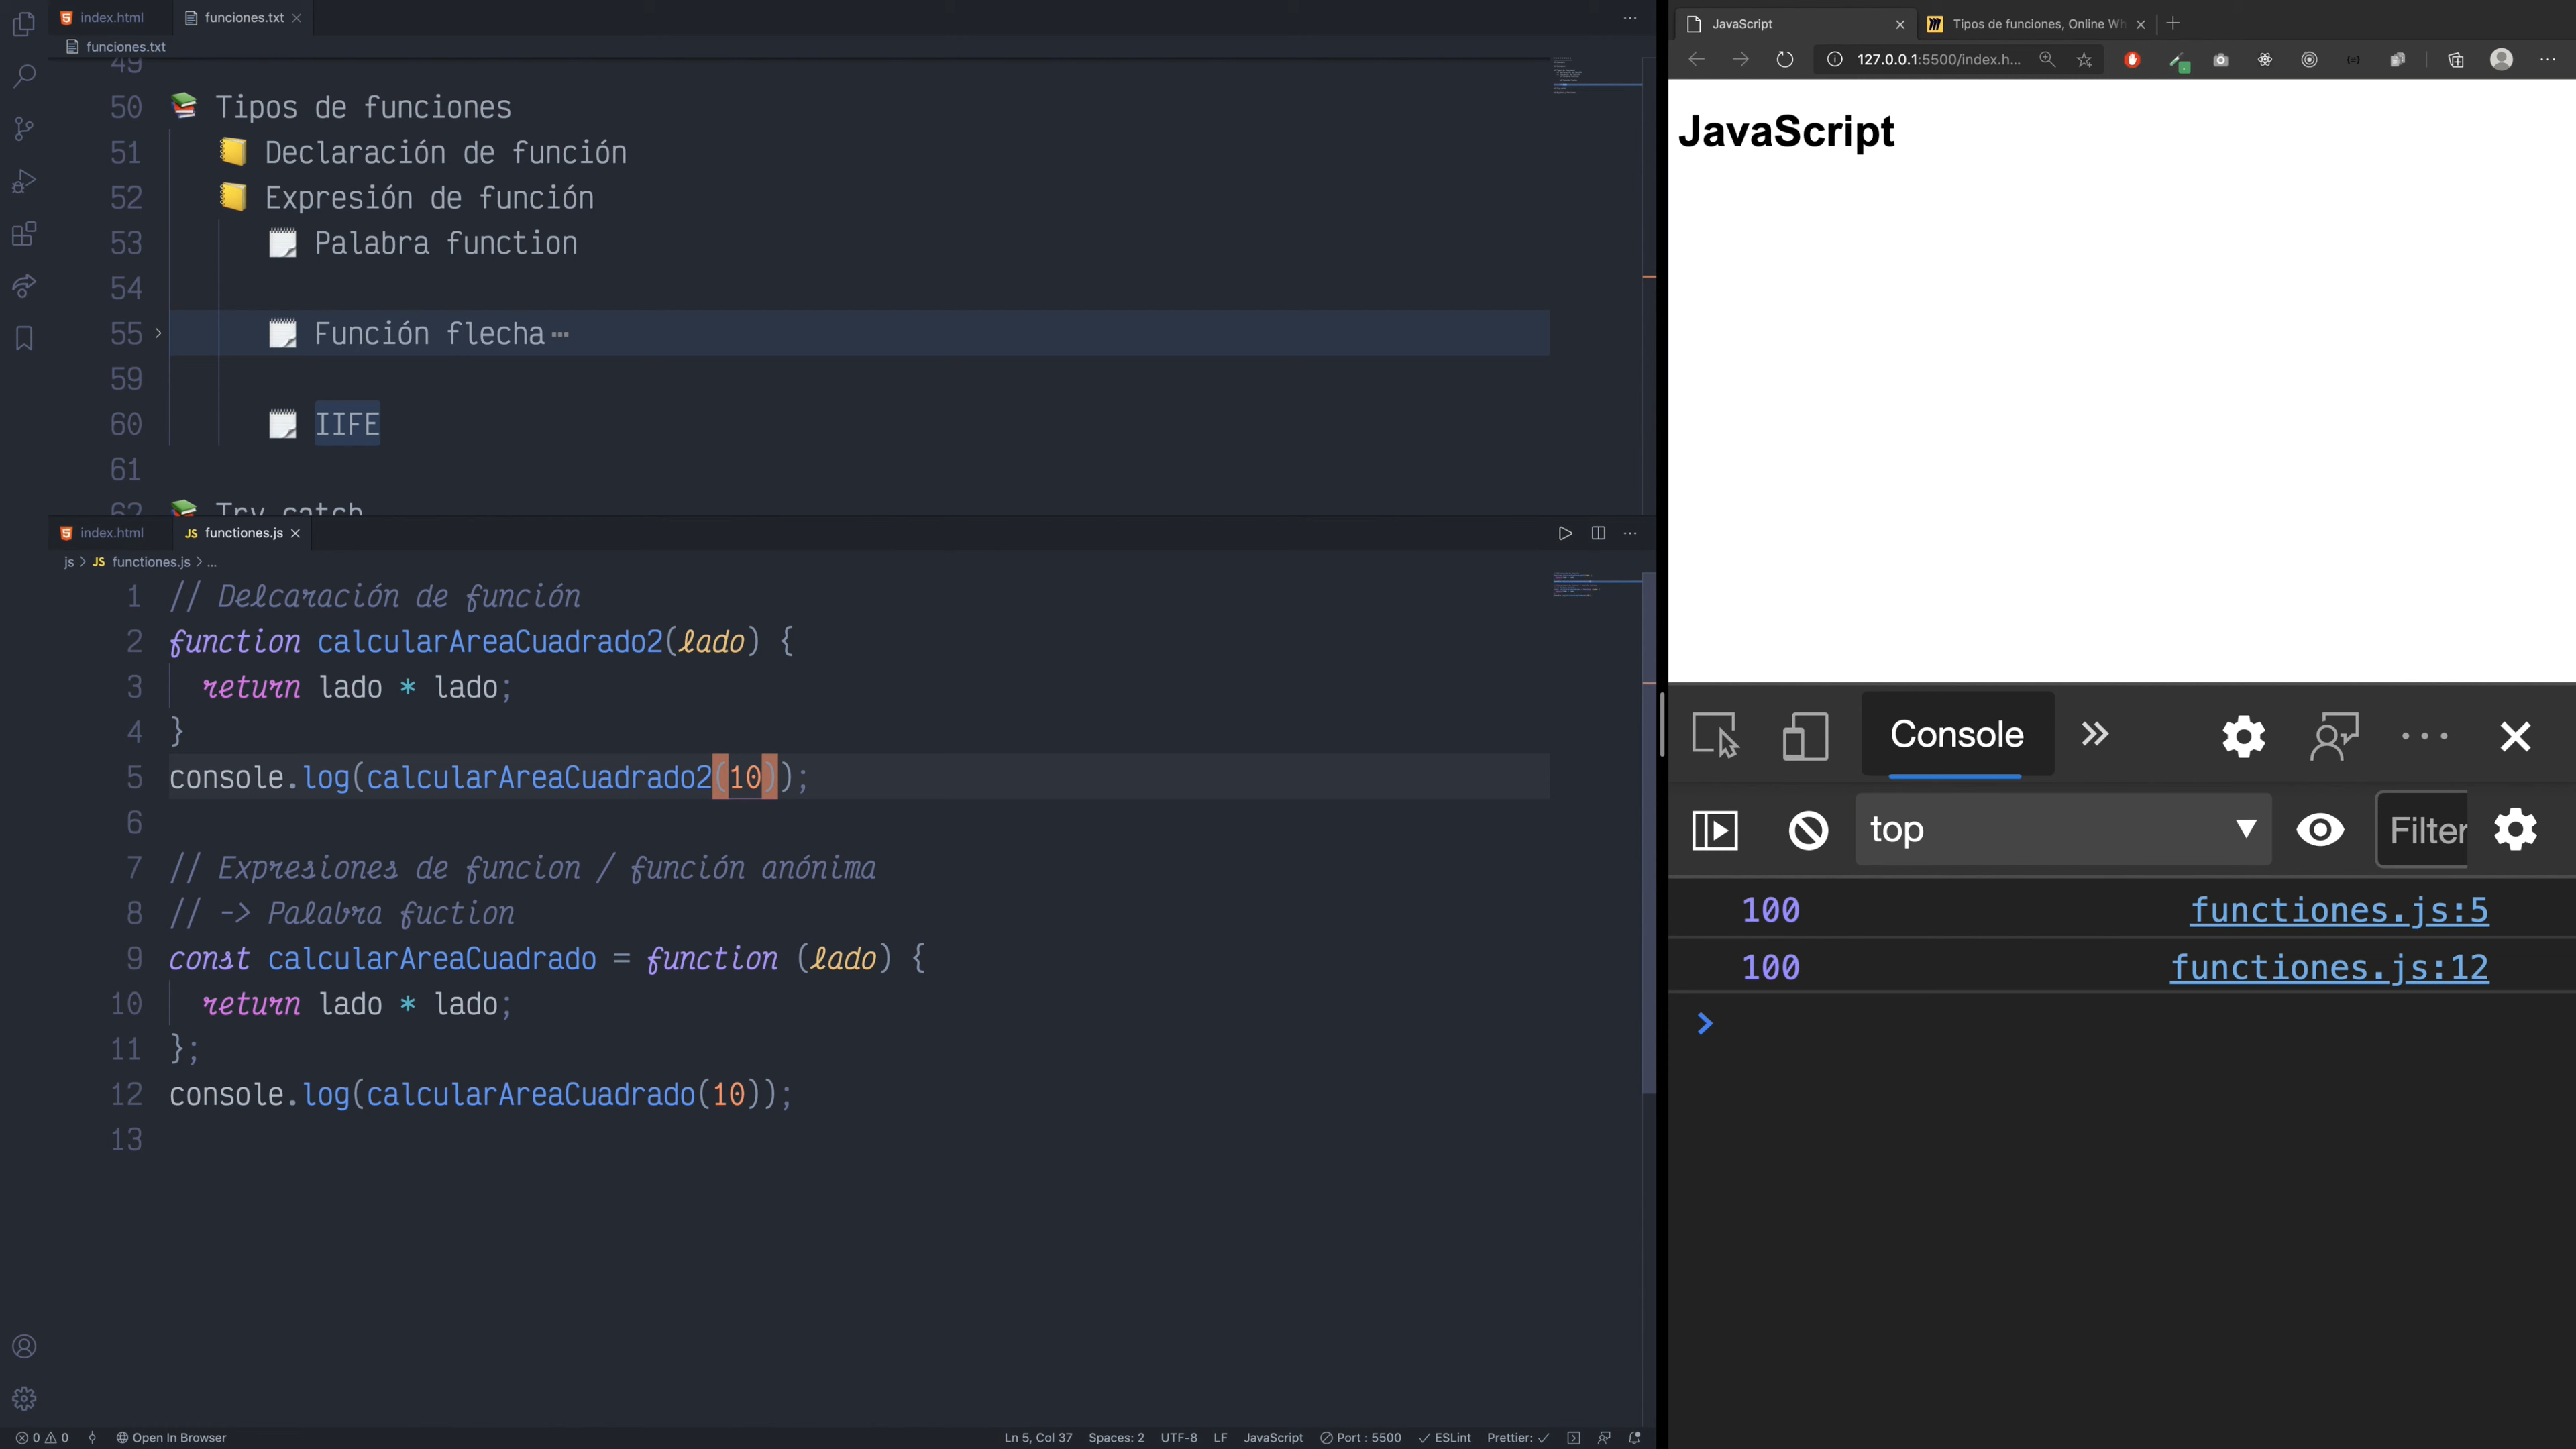 index.html
funciones.txt
funciones.txt
49
50 📚 Tipos de funciones
51 📒 Declaración de función
52 📒 Expresión de función
53 🗒️ Palabra function
54
55 🗒️ Función flecha ···
59
60 🗒️ IIFE
61
62 📚 Try catch
index.html
JS functiones.js
js > JS functiones.js > ...
1 // Delcaración de función
2 function calcularAreaCuadrado2(lado) {
3 return lado * lado;
4 }
5 console.log(calcularAreaCuadrado2(10));
6
7 // Expresiones de funcion / función anónima
8 // -> Palabra fuction
9 const calcularAreaCuadrado = function (lado) {
10 return lado * lado;
11 };
12 console.log(calcularAreaCuadrado(10));
13
0 0 Open In Browser Ln 5, Col 37 Spaces: 2 UTF-8 LF JavaScript Port : 5500 ESLint Prettier:
JavaScript
Tipos de funciones, Online Wh
127.0.0.1:5500/index.h...
JavaScript
Console
top
Filter
100 functiones.js:5
100 functiones.js:12